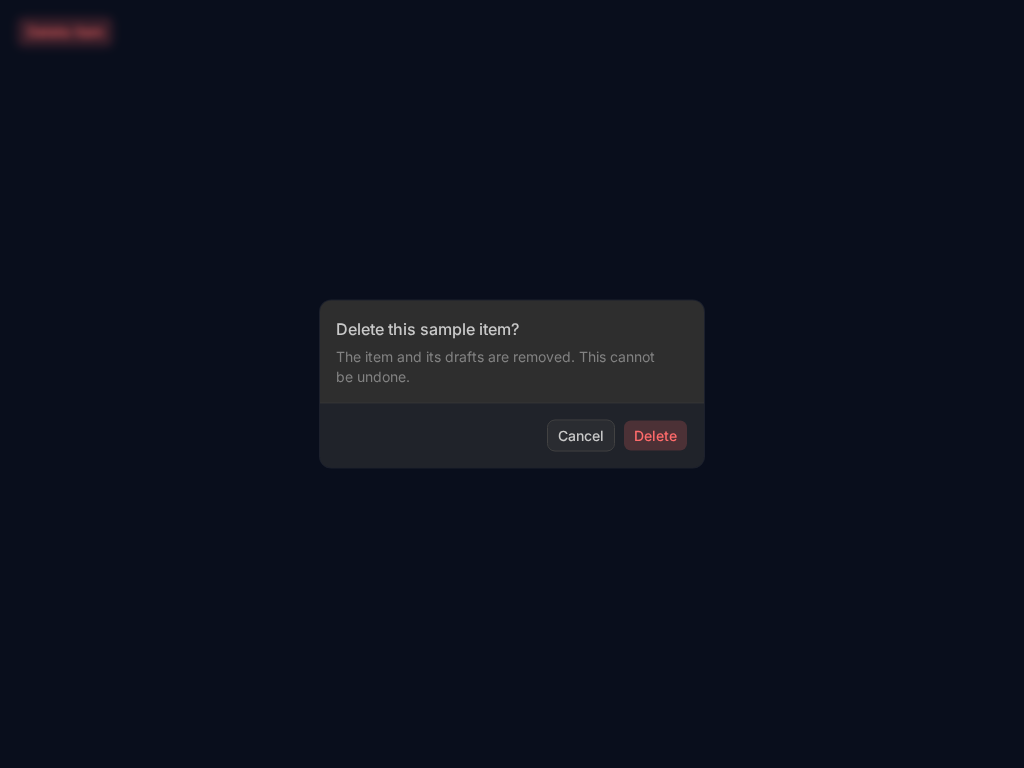 Delete this sample item?
The item and its drafts are removed. This cannot
be undone.
Cancel
Delete